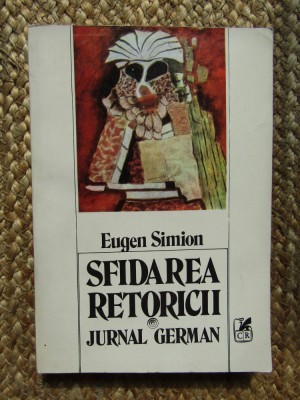 Eugen Simion
SFIDAREA
RETORICII
JURNAL GERMAN
CR